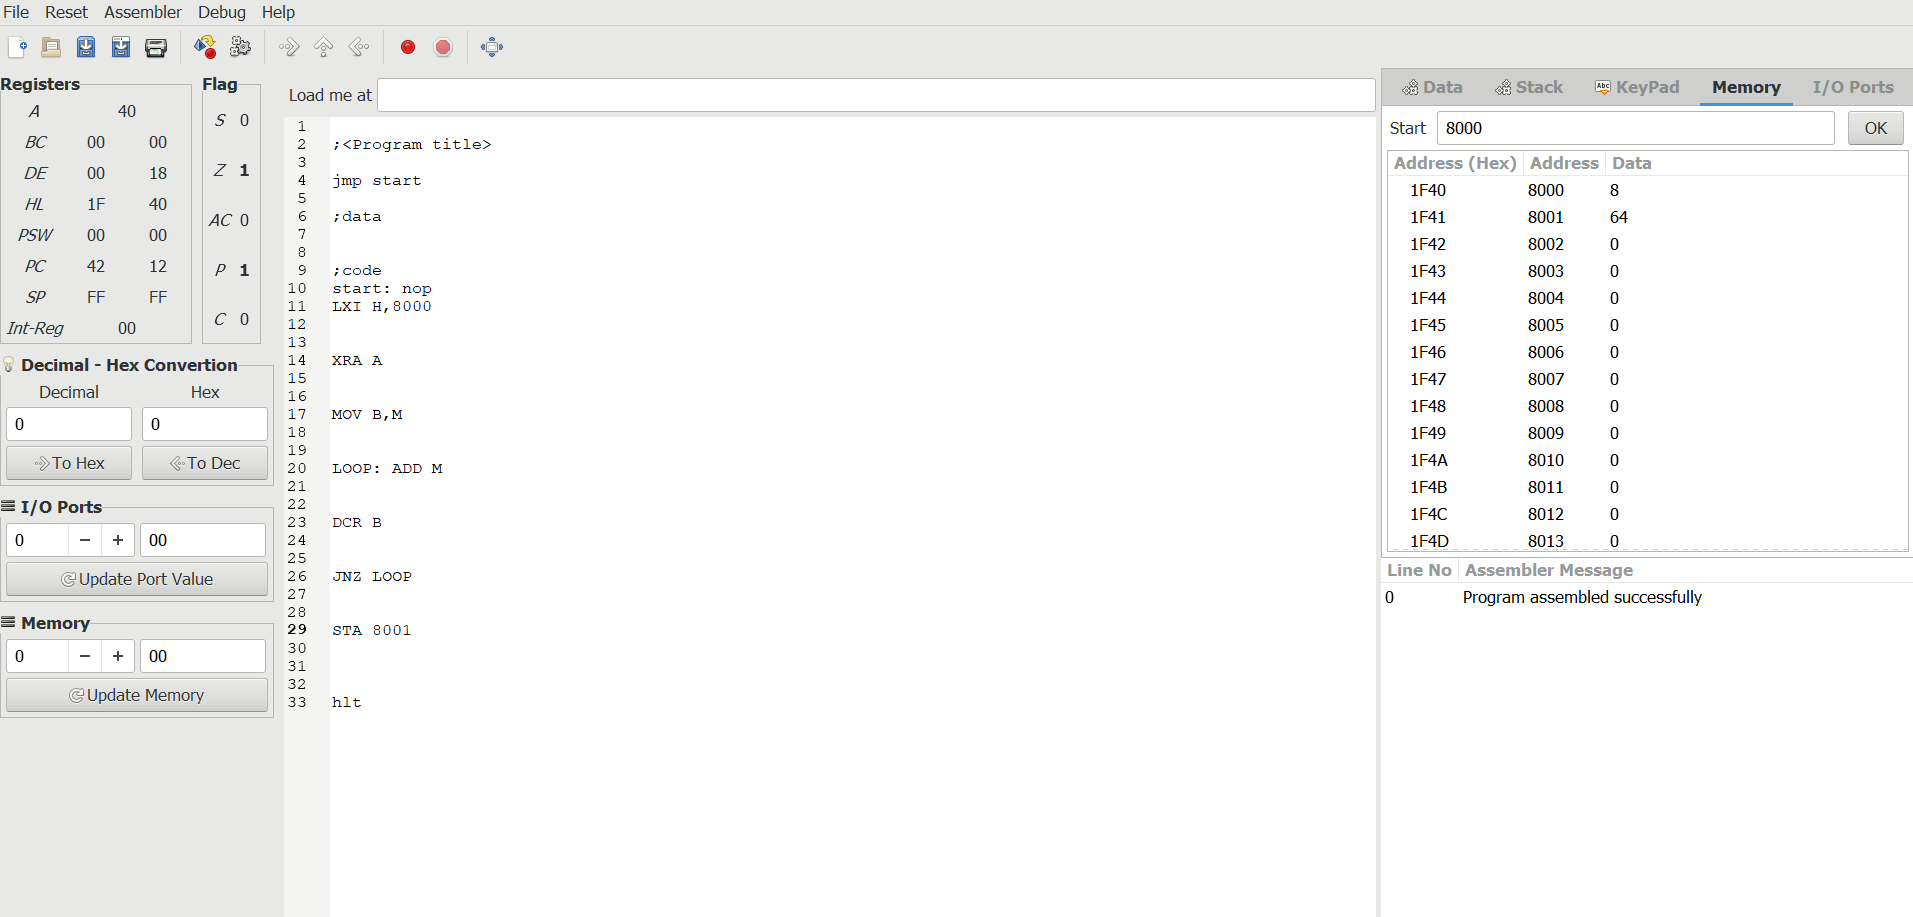 File Reset Assembler Debug Help
Registers
A 40
BC 00 00
DE 00 18
HL 1F 40
PSW 00 00
PC 42 12
SP FF FF
Int-Reg 00
Flag
S 0
Z 1
AC 0
P 1
C 0
Decimal - Hex Convertion
Decimal Hex
0 0
To Hex To Dec
I/O Ports
0 − + 00
Update Port Value
Memory
0 − + 00
Update Memory
Load me at
1
2 ;<Program title>
3
4 jmp start
5
6 ;data
7
8
9 ;code
10 start: nop
11 LXI H,8000
12
13
14 XRA A
15
16
17 MOV B,M
18
19
20 LOOP: ADD M
21
22
23 DCR B
24
25
26 JNZ LOOP
27
28
29 STA 8001
30
31
32
33 hlt
Data Stack Abc KeyPad Memory I/O Ports
Start 8000 OK
Address (Hex) Address Data
1F40 8000 8
1F41 8001 64
1F42 8002 0
1F43 8003 0
1F44 8004 0
1F45 8005 0
1F46 8006 0
1F47 8007 0
1F48 8008 0
1F49 8009 0
1F4A 8010 0
1F4B 8011 0
1F4C 8012 0
1F4D 8013 0
Line No Assembler Message
0 Program assembled successfully